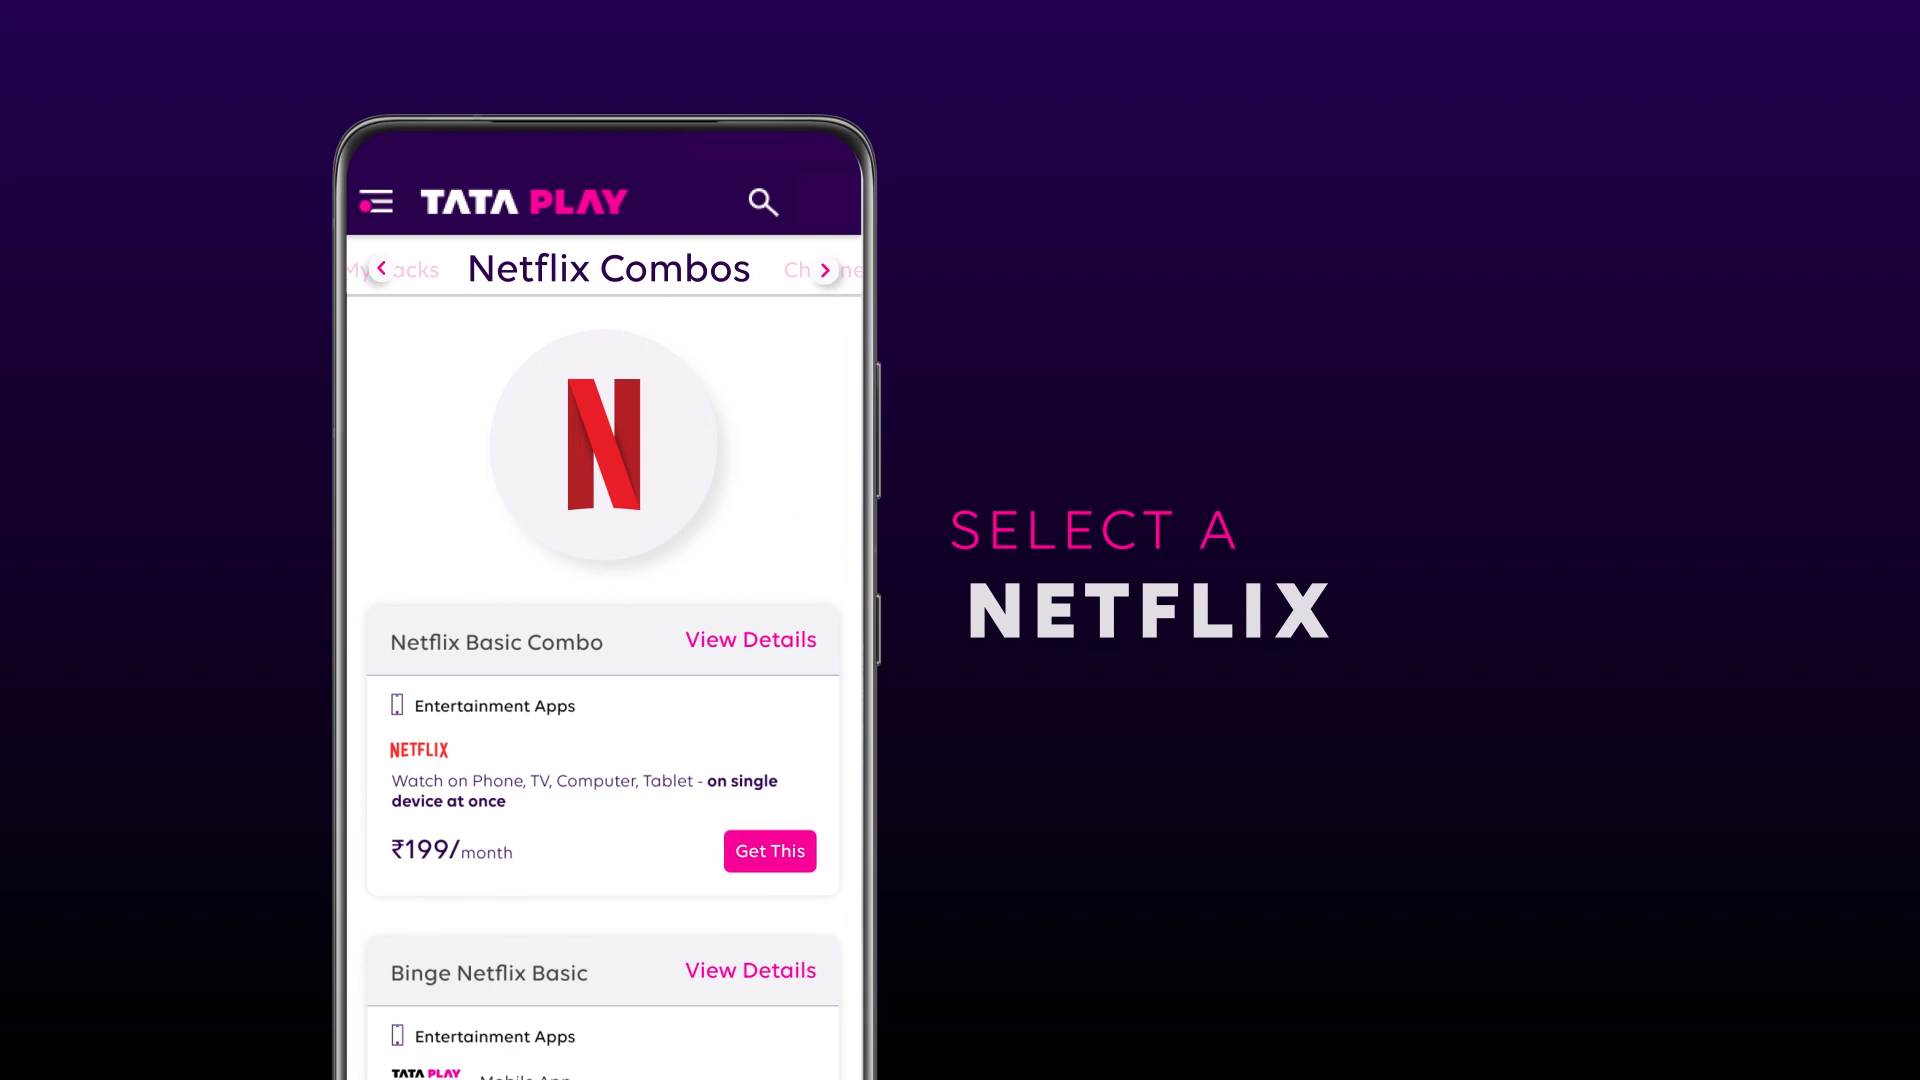 TATA PLAY
Netflix Combos
Netflix Basic Combo
View Details
Entertainment Apps
NETFLIX
Watch on Phone, TV, Computer, Tablet - on single
device at once
₹199/month
Get This
Binge Netflix Basic
View Details
Entertainment Apps
TATA PLAY
SELECT A
NETFLIX